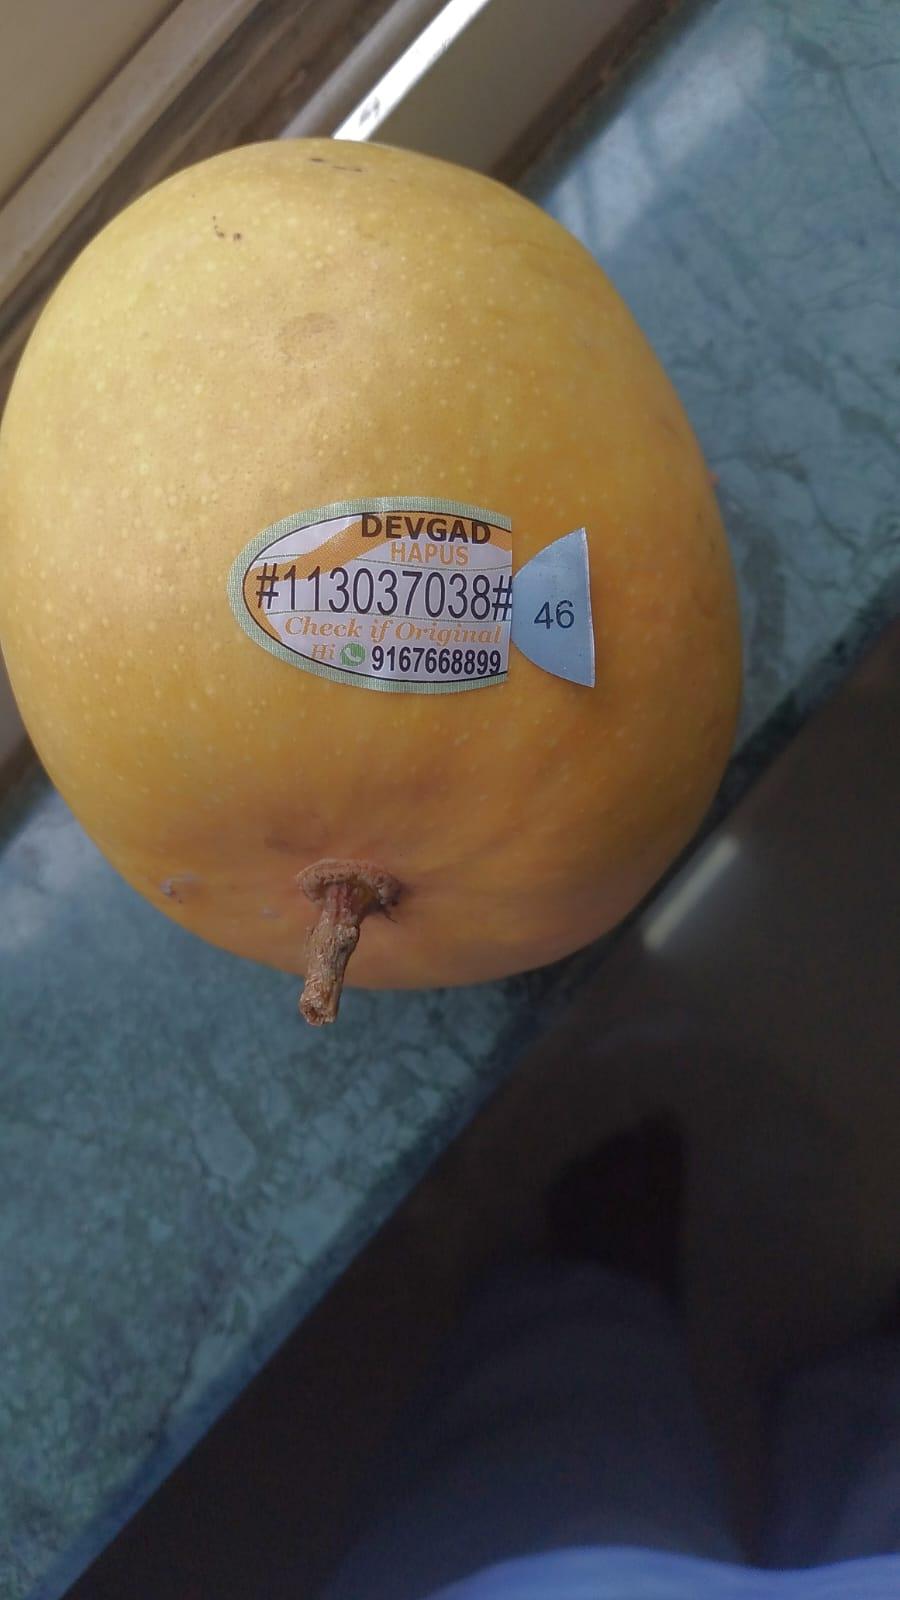 DEVGAD
HAPUS
#113037038#
Check if Original
Hi 9167668899
46